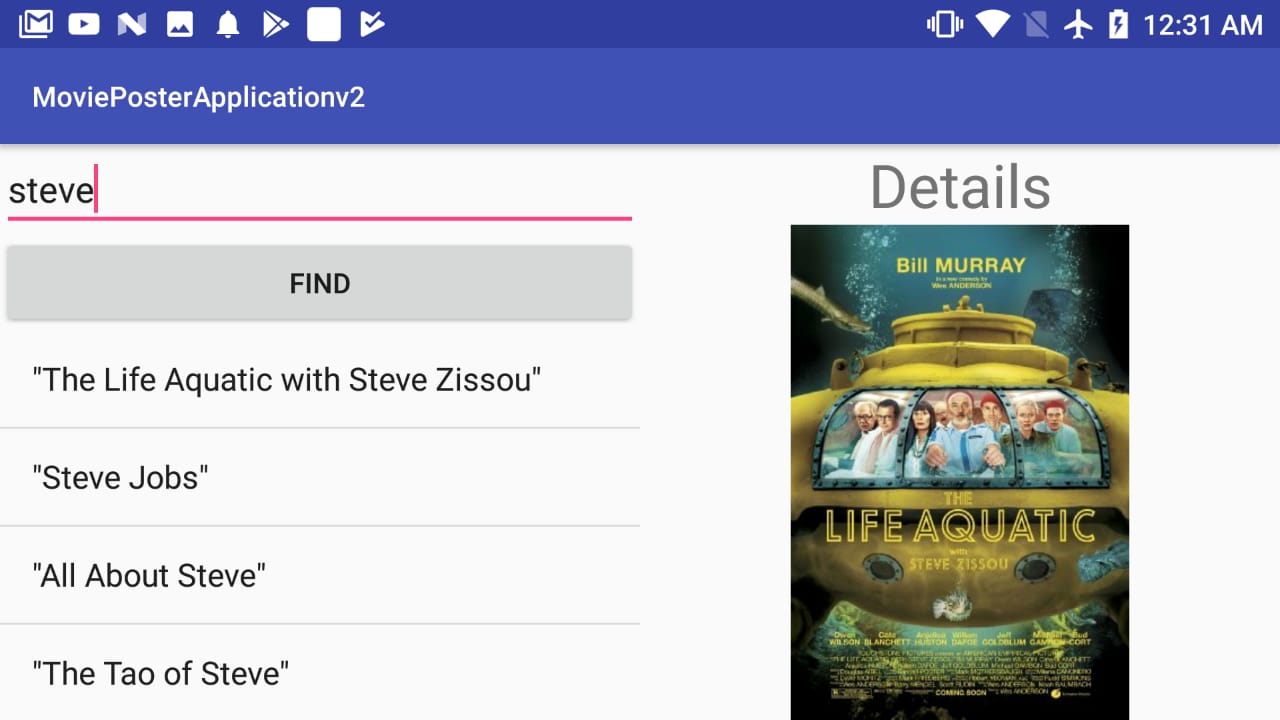 12:31 AM
MoviePosterApplicationv2
steve
FIND
"The Life Aquatic with Steve Zissou"
"Steve Jobs"
"All About Steve"
"The Tao of Steve"
Details
Bill MURRAY
in a new comedy by
Wes ANDERSON
THE
LIFE AQUATIC
with
STEVE ZISSOU
Owen Cate Anjelica Willem Jeff Michael Bud
WILSON BLANCHETT HUSTON DAFOE GOLDBLUM GAMBON CORT
COMING SOON